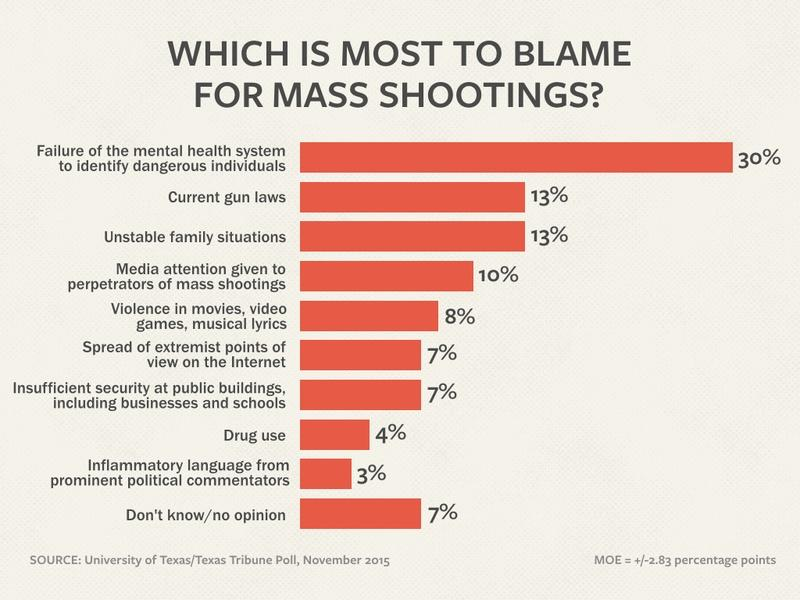 WHICH IS MOST TO BLAME
FOR MASS SHOOTINGS?
Failure of the mental health system
to identify dangerous individuals
30%
Current gun laws
13%
Unstable family situations
13%
Media attention given to
perpetrators of mass shootings
10%
Violence in movies, video
games, musical lyrics
8%
Spread of extremist points of
view on the Internet
7%
Insufficient security at public buildings,
including businesses and schools
7%
Drug use
4%
Inflammatory language from
prominent political commentators
3%
Don't know/no opinion
7%
SOURCE: University of Texas/Texas Tribune Poll, November 2015
MOE = +/-2.83 percentage points